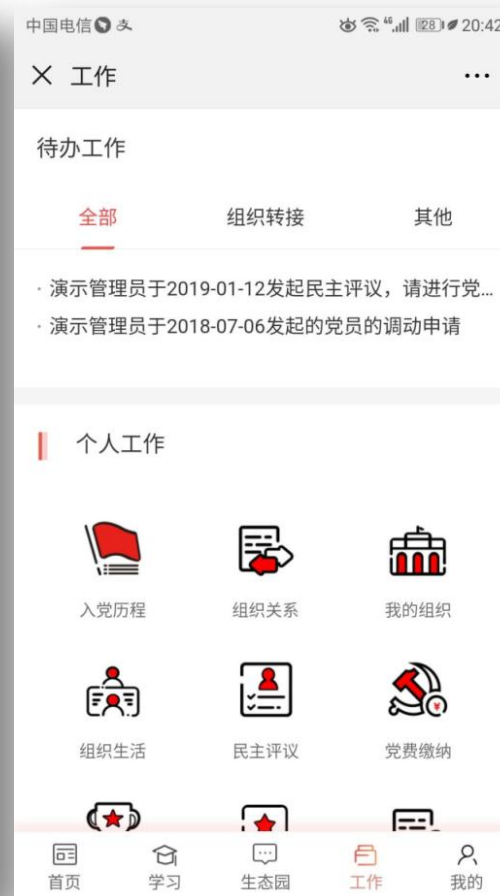 中国电信
46
28 20:42
× 工作 ...
待办工作
全部 组织转接 其他
· 演示管理员于2019-01-12发起民主评议，请进行党...
· 演示管理员于2018-07-06发起的党员的调动申请
个人工作
入党历程 组织关系 我的组织
组织生活 民主评议 党费缴纳
首页 学习 生态园 工作 我的